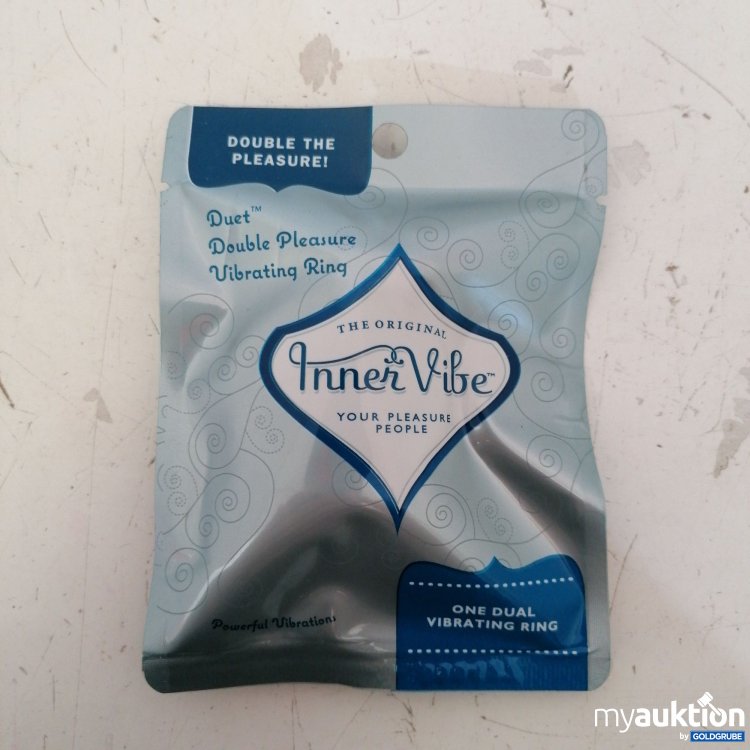 DOUBLE THE
PLEASURE!
Duet™
Double Pleasure
Vibrating Ring
THE ORIGINAL
InnerVibe™
YOUR PLEASURE
PEOPLE
Powerful Vibrations
ONE DUAL
VIBRATING RING
myauktion
by GOLDGRUBE